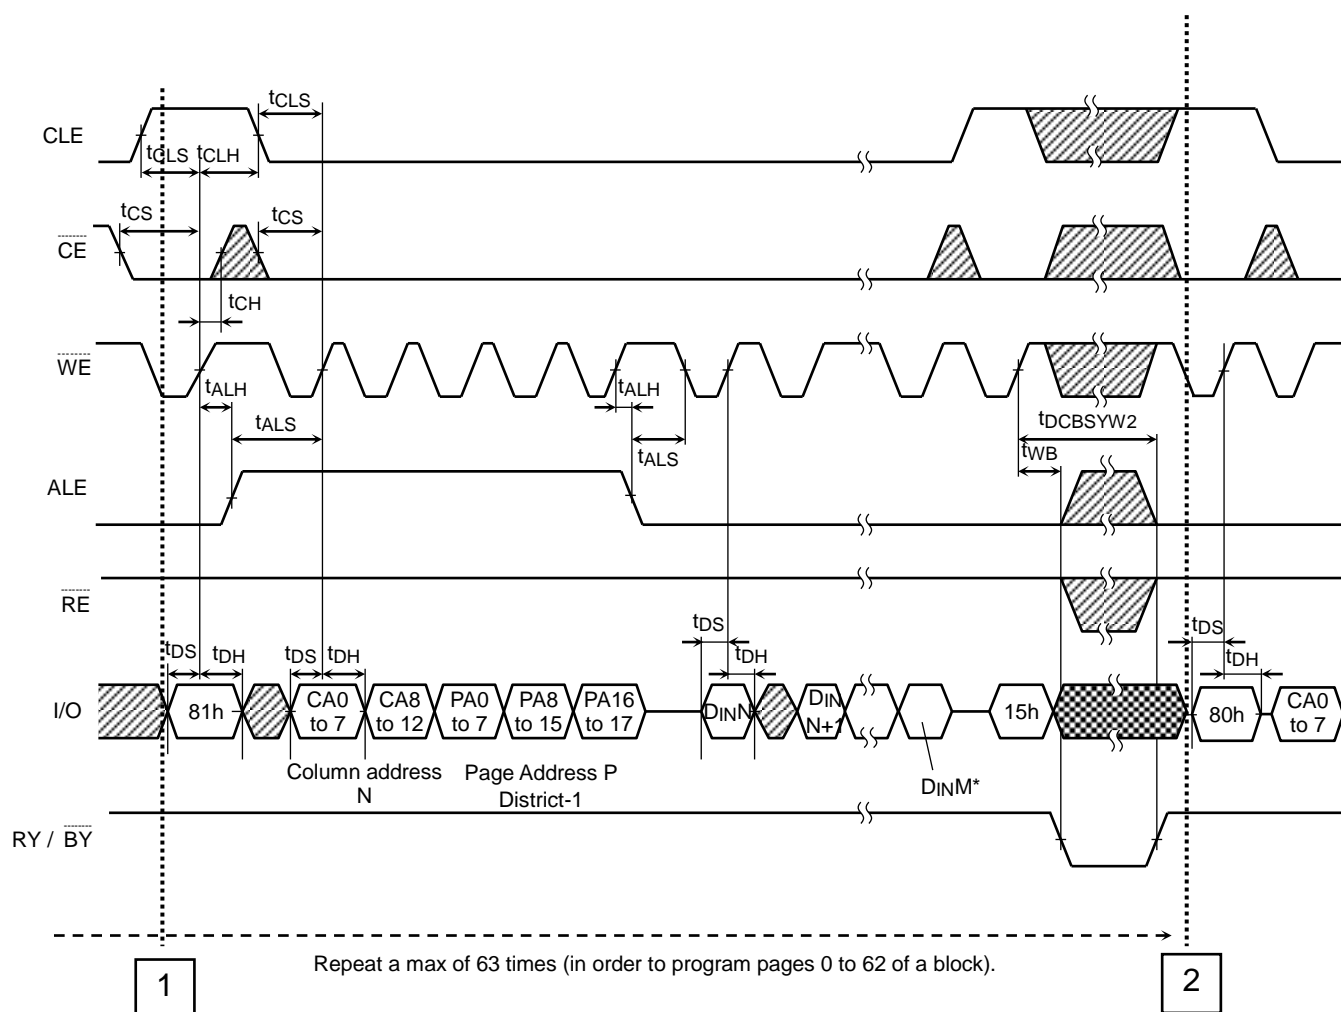 tCLS
CLE
tCLS tCLH
tCS tCS
CE
tCH
WE
tALH tALH
tALS tDCBSYW2
tALS tWB
ALE
RE
tDS tDH tDS tDH tDS tDH tDS tDH
I/O 81h CA0 to 7 CA8 to 12 PA0 to 7 PA8 to 15 PA16 to 17 DINN DIN N+1 15h 80h CA0 to 7
Column address N
Page Address P District-1
DINM*
RY / BY
Repeat a max of 63 times (in order to program pages 0 to 62 of a block).
1 2